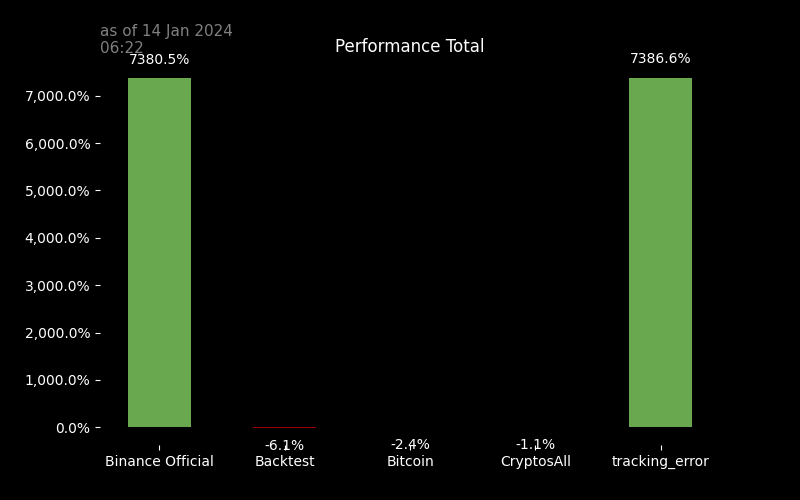 as of 14 Jan 2024
06:22
Performance Total
7380.5%
7386.6%
7,000.0%
6,000.0%
5,000.0%
4,000.0%
3,000.0%
2,000.0%
1,000.0%
0.0%
-6.1%
-2.4%
-1.1%
Binance Official
Backtest
Bitcoin
CryptosAll
tracking_error